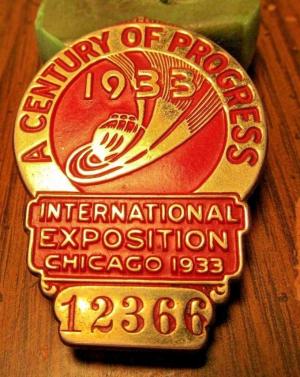 A CENTURY OF PROGRESS
1933
INTERNATIONAL
EXPOSITION
CHICAGO 1933
12366